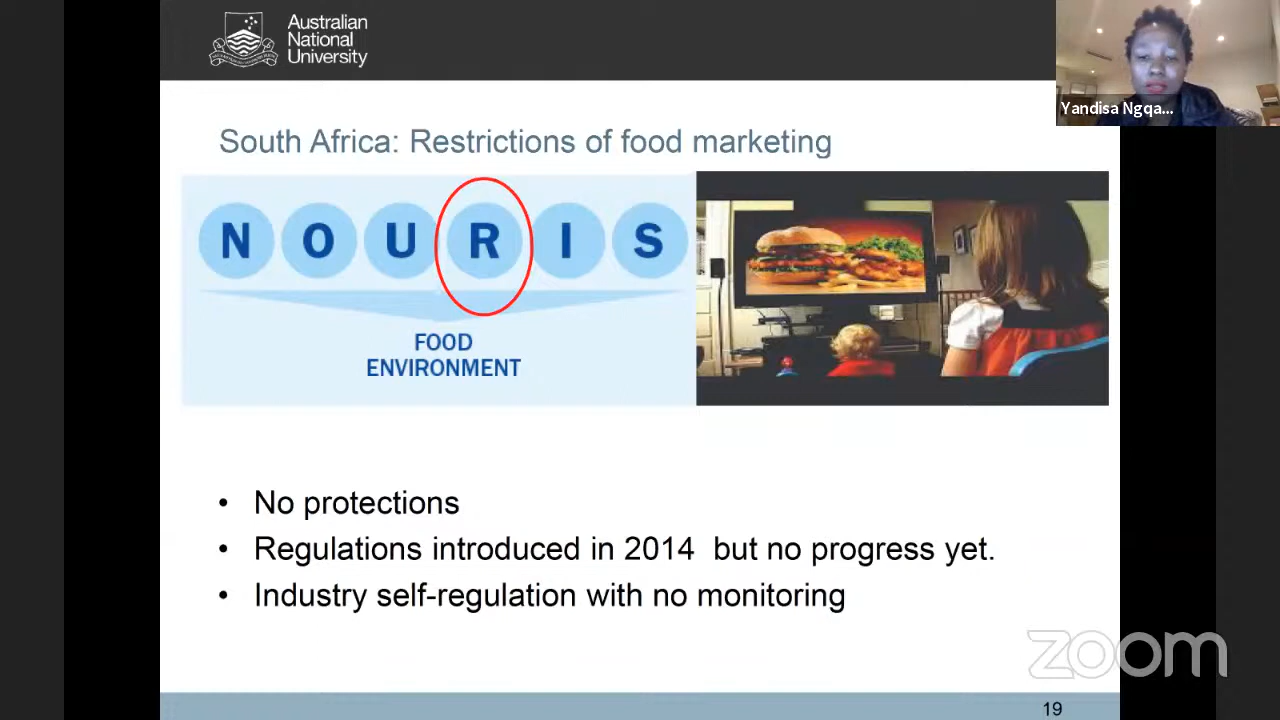 Australian
National
University
Yandisa Ngqa...
South Africa: Restrictions of food marketing
N O U R I S
FOOD
ENVIRONMENT
• No protections
• Regulations introduced in 2014 but no progress yet.
• Industry self-regulation with no monitoring
zoom
19